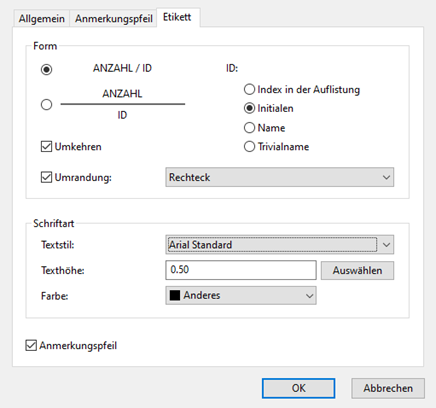 Allgemein Anmerkungspfeil Etikett
Form
ANZAHL / ID
ANZAHL
ID
ID:
Index in der Auflistung
Initialen
Name
Trivialname
Umkehren
Umrandung: Rechteck
Schriftart
Textstil: Arial Standard
Texthöhe: 0.50 Auswählen
Farbe: Anderes
Anmerkungspfeil
OK Abbrechen